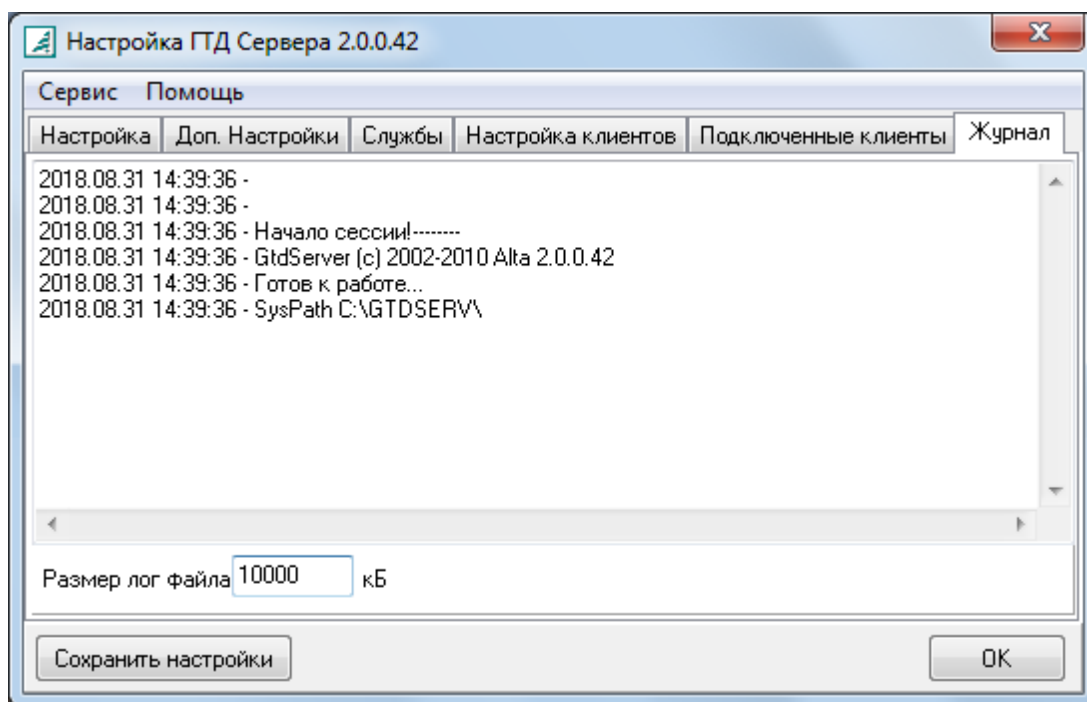 Настройка ГТД Сервера 2.0.0.42
Сервис Помощь
Настройка Доп. Настройки Службы Настройка клиентов Подключенные клиенты Журнал
2018.08.31 14:39:36 -
2018.08.31 14:39:36 -
2018.08.31 14:39:36 - Начало сессии!--------
2018.08.31 14:39:36 - GtdServer (c) 2002-2010 Alta 2.0.0.42
2018.08.31 14:39:36 - Готов к работе...
2018.08.31 14:39:36 - SysPath C:\GTDSERV\
Размер лог файла 10000 кБ
Сохранить настройки OK